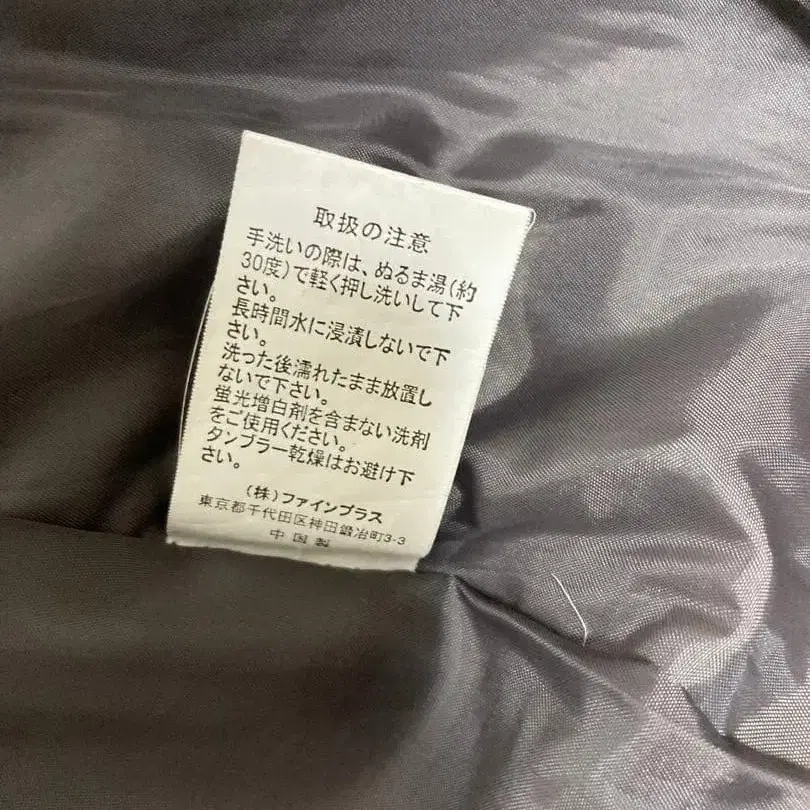 取扱の注意
手洗いの際は、ぬるま湯(約
30度)で軽く押し洗いして下
さい。
長時間水に浸漬しないで下
さい。
洗った後濡れたまま放置し
ないで下さい。
蛍光増白剤を含まない洗剤
をご使用ください。
タンブラー乾燥はお避け下
さい。
(株)ファインプラス
東京都千代田区神田鍛冶町3-3
中国製